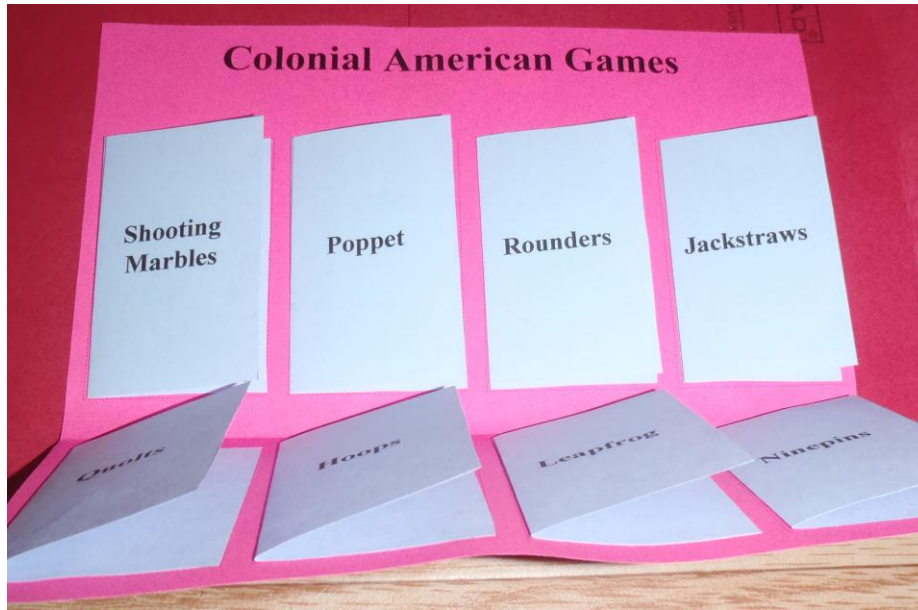 Colonial American Games
Shooting
Marbles
Poppet
Rounders
Jackstraws
Quoits
Hoops
Leapfrog
Ninepins